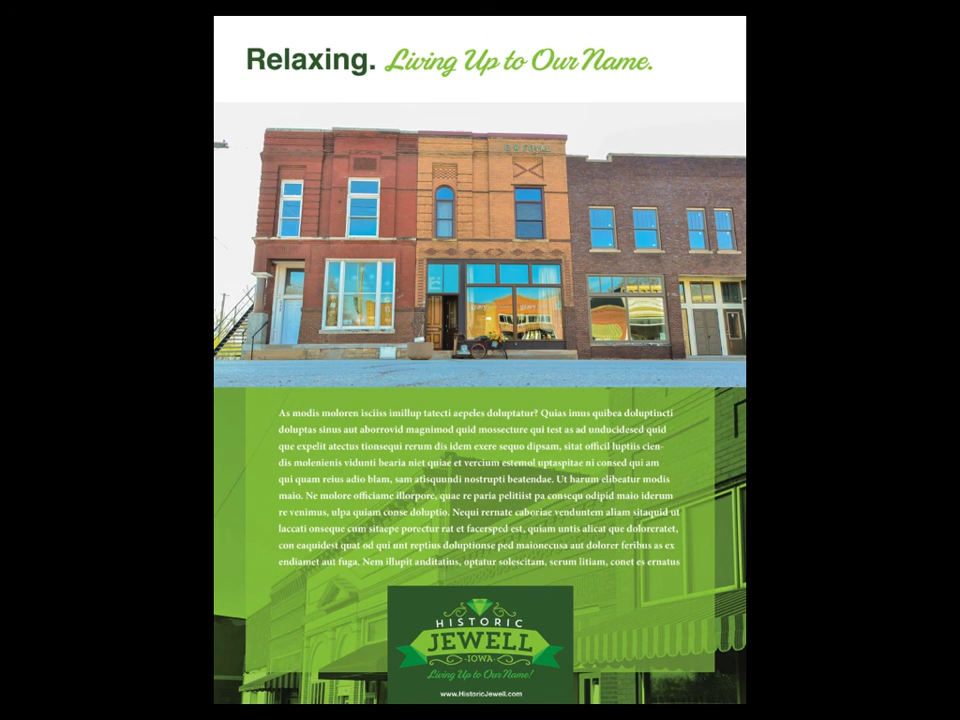 Relaxing. Living Up to Our Name.
As modis moloren isciiss imillup tatecti aepeles doluptatur? Quias imus quibea doluptincti
doluptas sinus aut aborrovid magnimod quid mossecture qui test as ad unducidesed quid
que expelit atectus tionsequi rerum dis idem exere sequo dipsam, sitat officil luptiis cien-
dis molenienis vidunti bearia niet quiae et vercium estemol uptaspitae ni consed qui am
qui quam reius adio blam, sam atisquundi nostrupti beatendae. Ut harum elibeatur modis
maio. Ne molore officiame illorpore, quae re paria pelitiist pa consequ odipid maio iderum
re venimus, ulpa quiam conse doluptio. Nequi rernate caboriae venduntem aliam sitaquid ut
laccati onseque cum sitaepe porectur rat et facersped est, quiam untis alicat que doloreratet,
con eaquidest quat od qui unt reptius doluptionse ped maionecusa aut dolorer feribus as ex
endiamet aut fuga. Nem illupit anditatius, optatur solescitam, serum litiam, conet es ernatus
HISTORIC
JEWELL
·IOWA·
Living Up to Our Name!
www.HistoricJewell.com